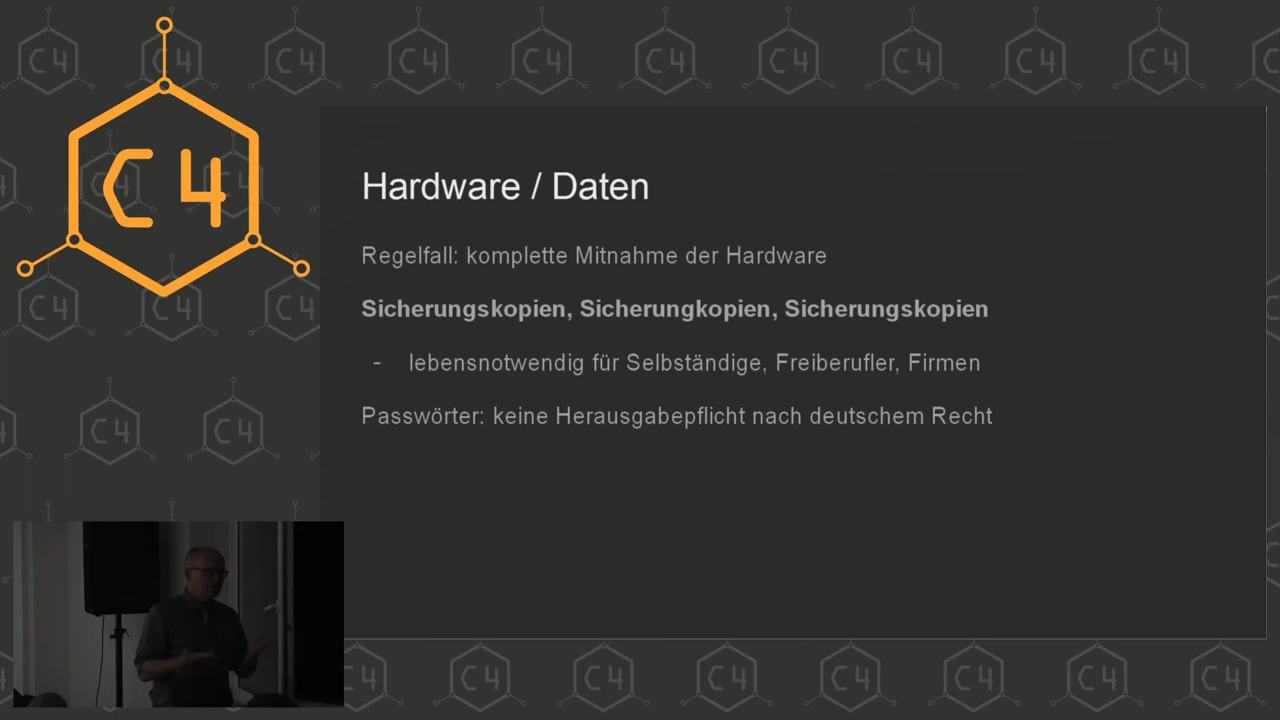 C4
Hardware / Daten
Regelfall: komplette Mitnahme der Hardware
Sicherungskopien, Sicherungkopien, Sicherungskopien
- lebensnotwendig für Selbständige, Freiberufler, Firmen
Passwörter: keine Herausgabepflicht nach deutschem Recht